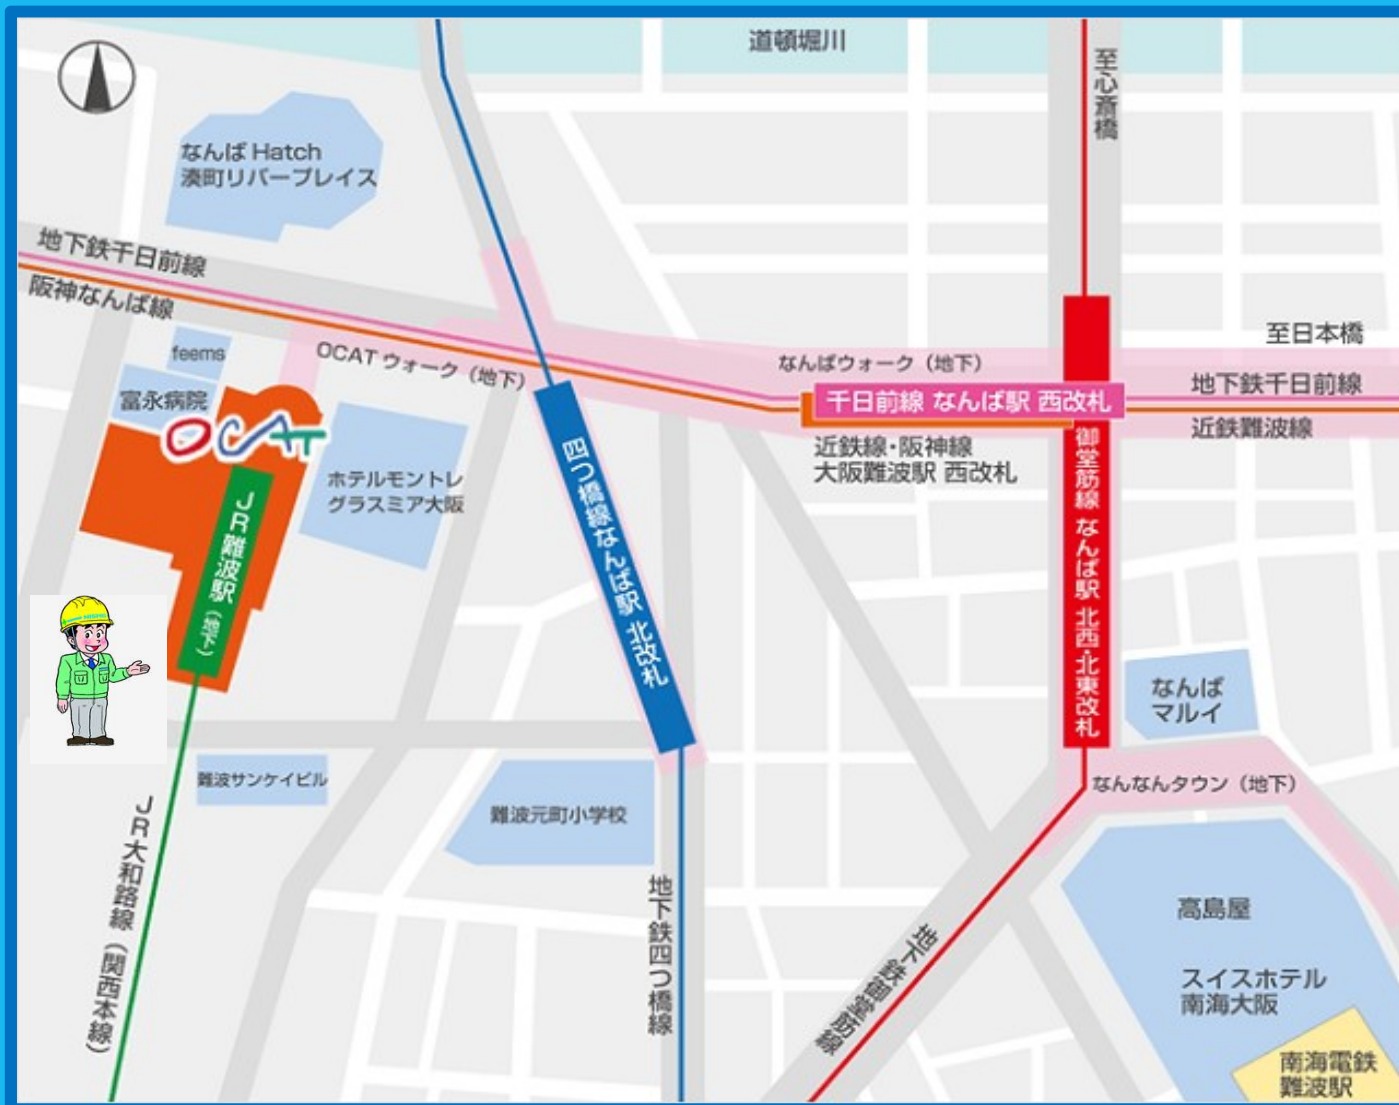 道頓堀川
至心斎橋
なんば Hatch
湊町リバープレイス
地下鉄千日前線
阪神なんば線
feems
OCAT ウォーク（地下）
なんばウォーク（地下）
至日本橋
地下鉄千日前線
近鉄難波線
千日前線 なんば駅 西改札
近鉄線・阪神線
大阪難波駅 西改札
富永病院
OCAT
ホテルモントレ
グラスミア大阪
JR難波駅（地下）
四つ橋線なんば駅 北改札
御堂筋線 なんば駅 北西・北東改札
なんば
マルイ
難波サンケイビル
難波元町小学校
なんなんタウン（地下）
JR大和路線（関西本線）
地下鉄四つ橋線
地下鉄御堂筋線
高島屋
スイスホテル
南海大阪
南海電鉄
難波駅